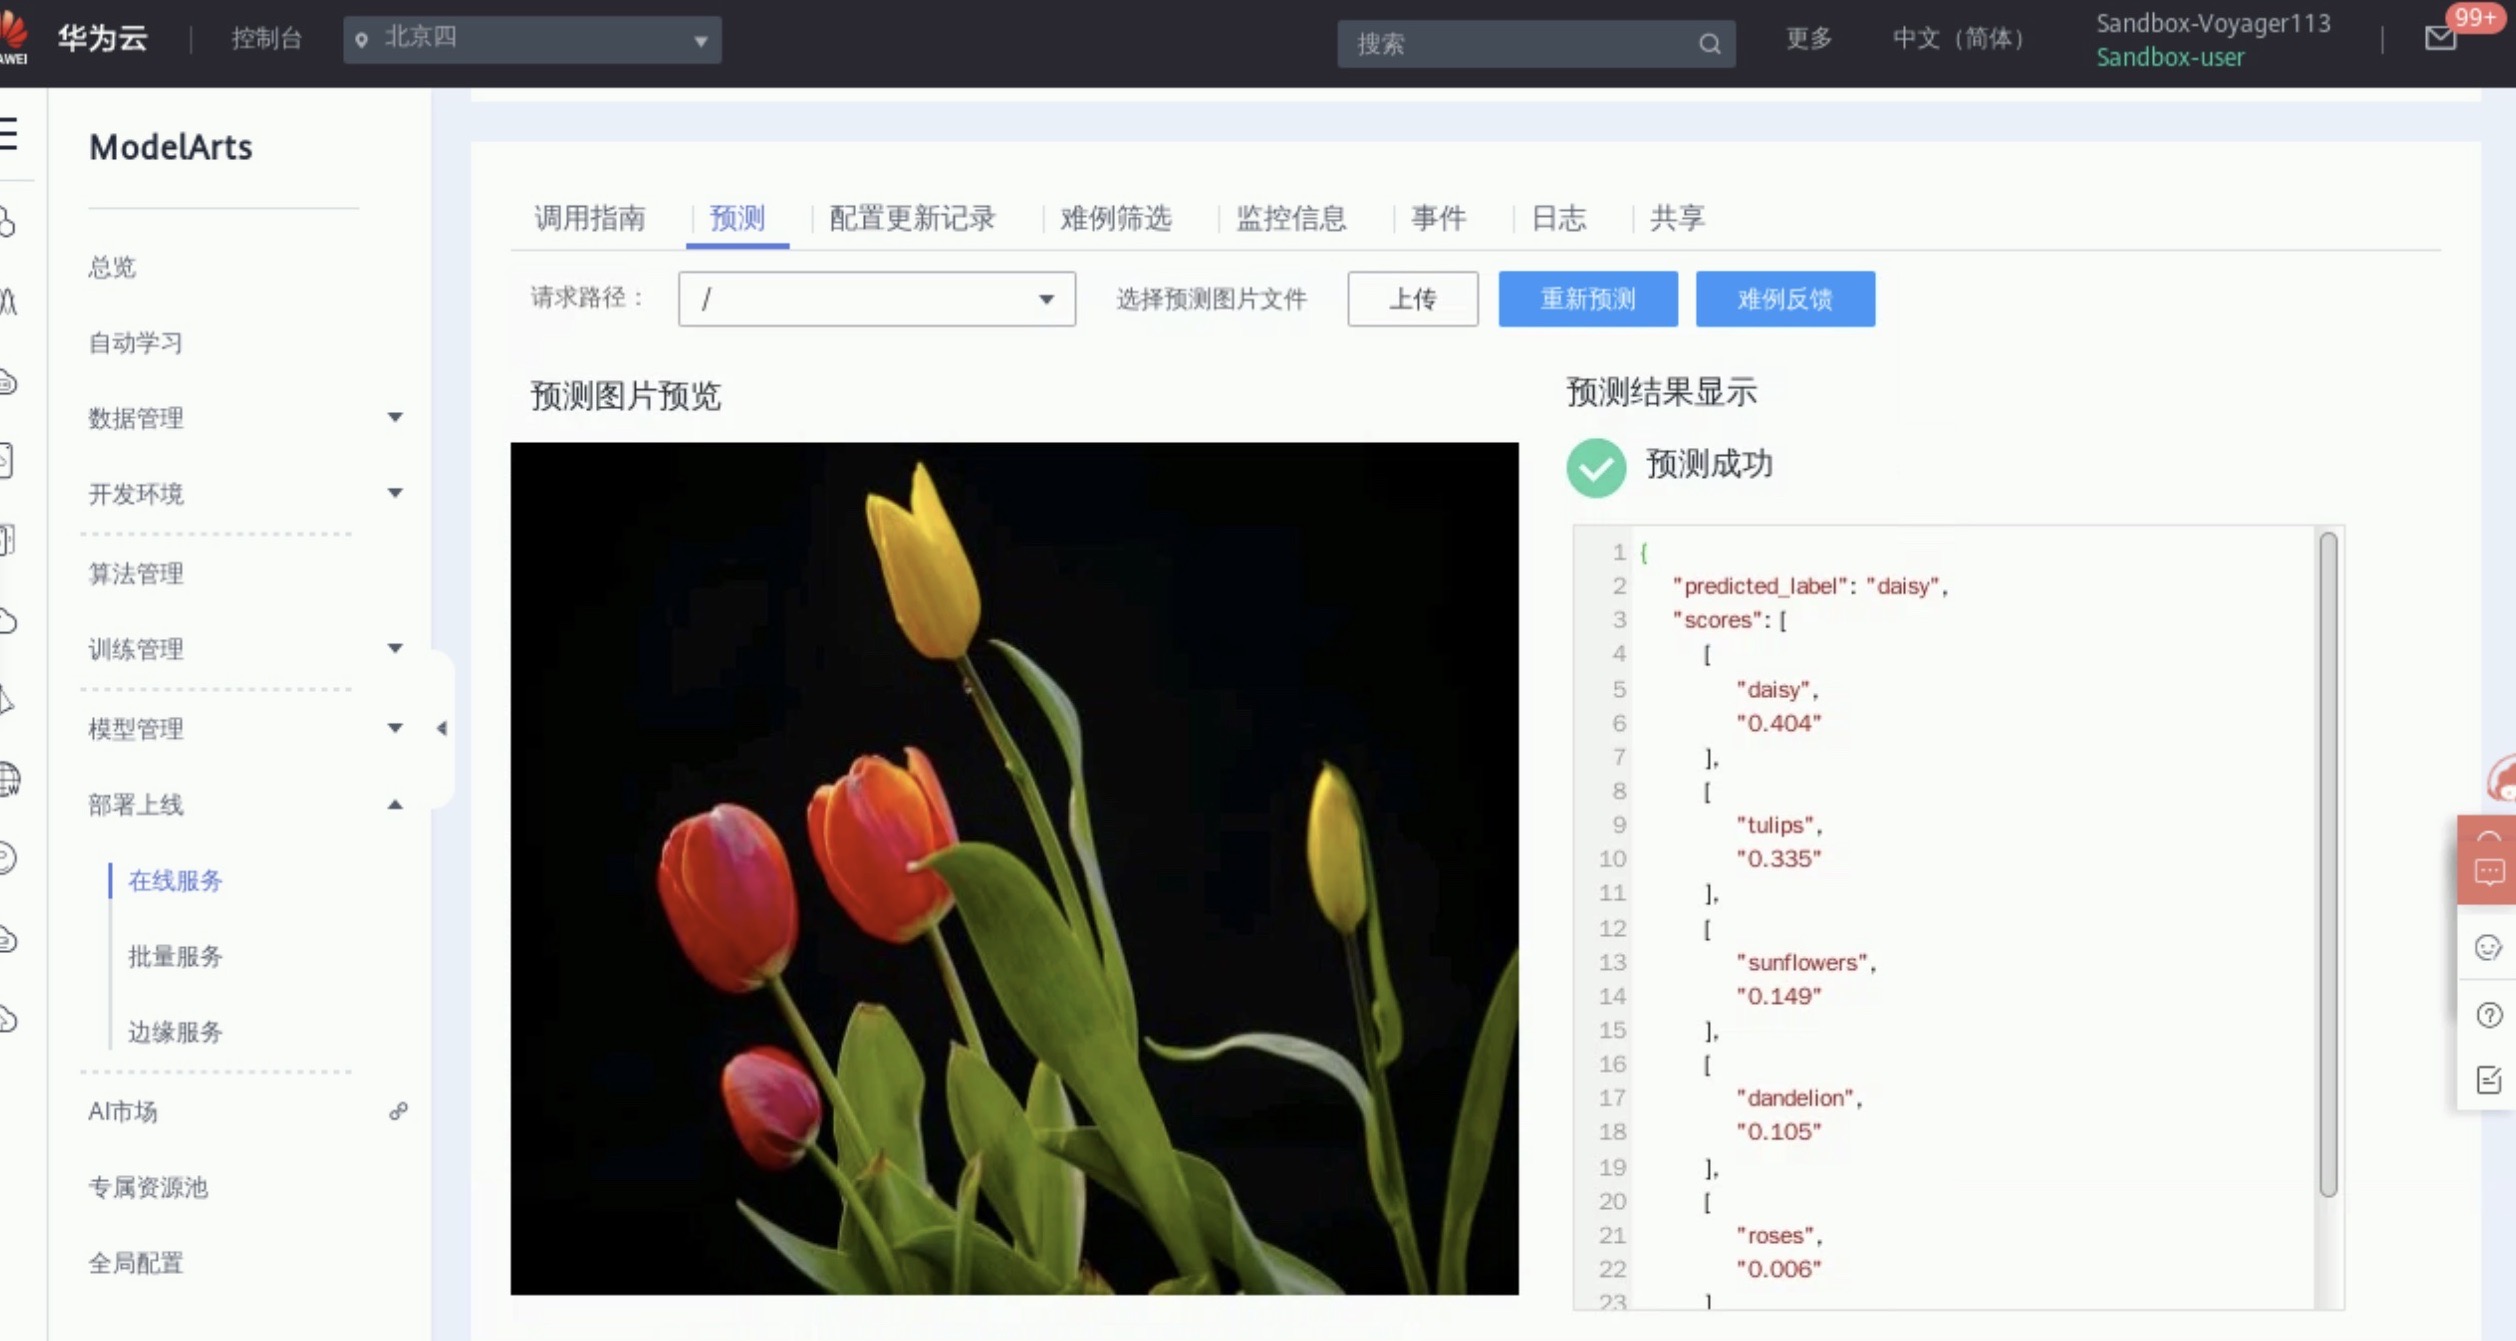 华为云
控制台
北京四
搜索
更多
中文（简体）
Sandbox-Voyager113
Sandbox-user
99+
ModelArts
总览
自动学习
数据管理
开发环境
算法管理
训练管理
模型管理
部署上线
在线服务
批量服务
边缘服务
AI市场
专属资源池
全局配置
调用指南
预测
配置更新记录
难例筛选
监控信息
事件
日志
共享
请求路径：
/
选择预测图片文件
上传
重新预测
难例反馈
预测图片预览
预测结果显示
预测成功
1 {
2 "predicted_label": "daisy",
3 "scores": [
4 [
5 "daisy",
6 "0.404"
7 ],
8 [
9 "tulips",
10 "0.335"
11 ],
12 [
13 "sunflowers",
14 "0.149"
15 ],
16 [
17 "dandelion",
18 "0.105"
19 ],
20 [
21 "roses",
22 "0.006"
23 ]